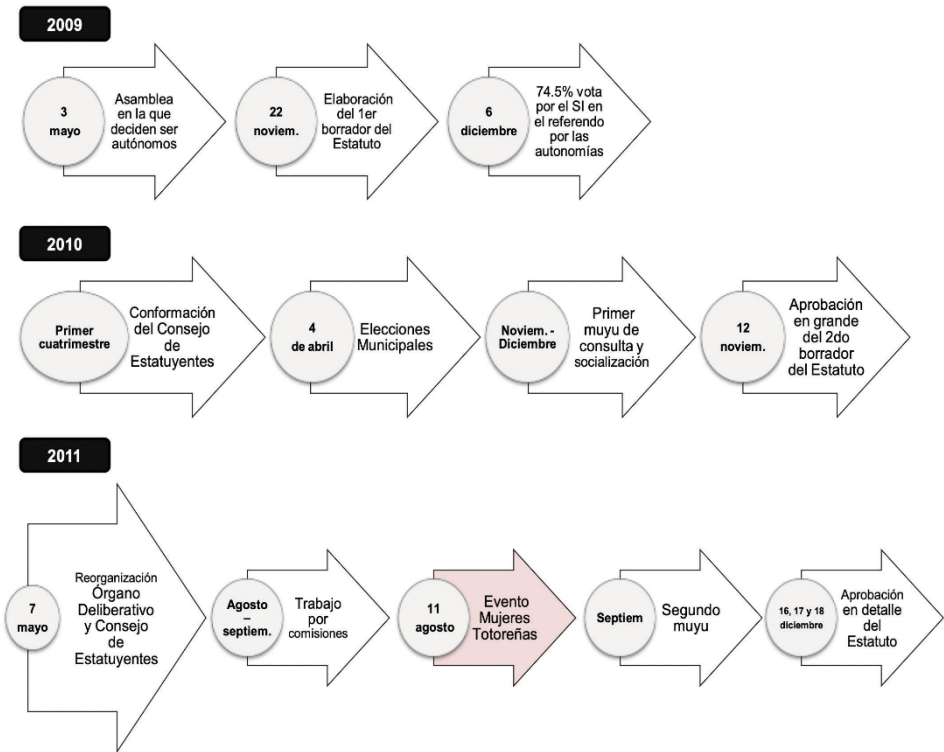 2009
3
mayo
Asamblea
en la que
deciden ser
autónomos
22
noviem.
Elaboración
del 1er
borrador del
Estatuto
6
diciembre
74.5% vota
por el SI en
el referendo
por las
autonomías
2010
Primer
cuatrimestre
Conformación
del Consejo
de
Estatuyentes
4
de abril
Elecciones
Municipales
Noviem. -
Diciembre
Primer
muyu de
consulta y
socialización
12
noviem.
Aprobación
en grande
del 2do
borrador
del Estatuto
2011
7
mayo
Reorganización
Órgano
Deliberativo
y Consejo
de
Estatuyentes
Agosto
–
septiem.
Trabajo
por
comisiones
11
agosto
Evento
Mujeres
Totoreñas
Septiem
Segundo
muyu
16, 17 y 18
diciembre
Aprobación
en detalle
del
Estatuto